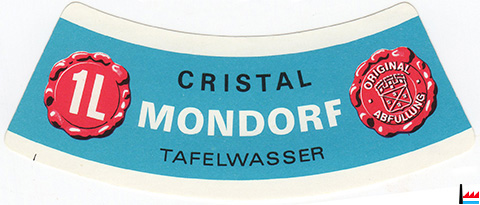 1L
CRISTAL
MONDORF
TAFELWASSER
ORIGINAL
ABFÜLLUNG